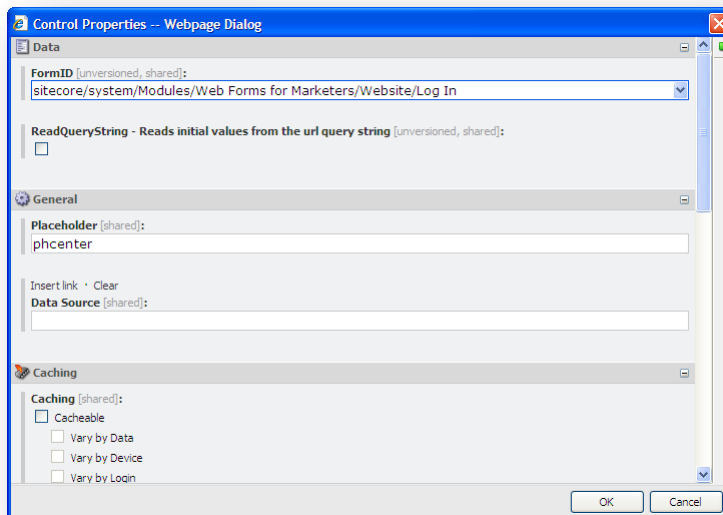 Control Properties -- Webpage Dialog
Data
FormID [unversioned, shared]:
sitecore/system/Modules/Web Forms for Marketers/Website/Log In
ReadQueryString - Reads initial values from the url query string [unversioned, shared]:
General
Placeholder [shared]:
phcenter
Insert link • Clear
Data Source [shared]:
Caching
Caching [shared]:
Cacheable
Vary by Data
Vary by Device
Vary by Login
OK Cancel